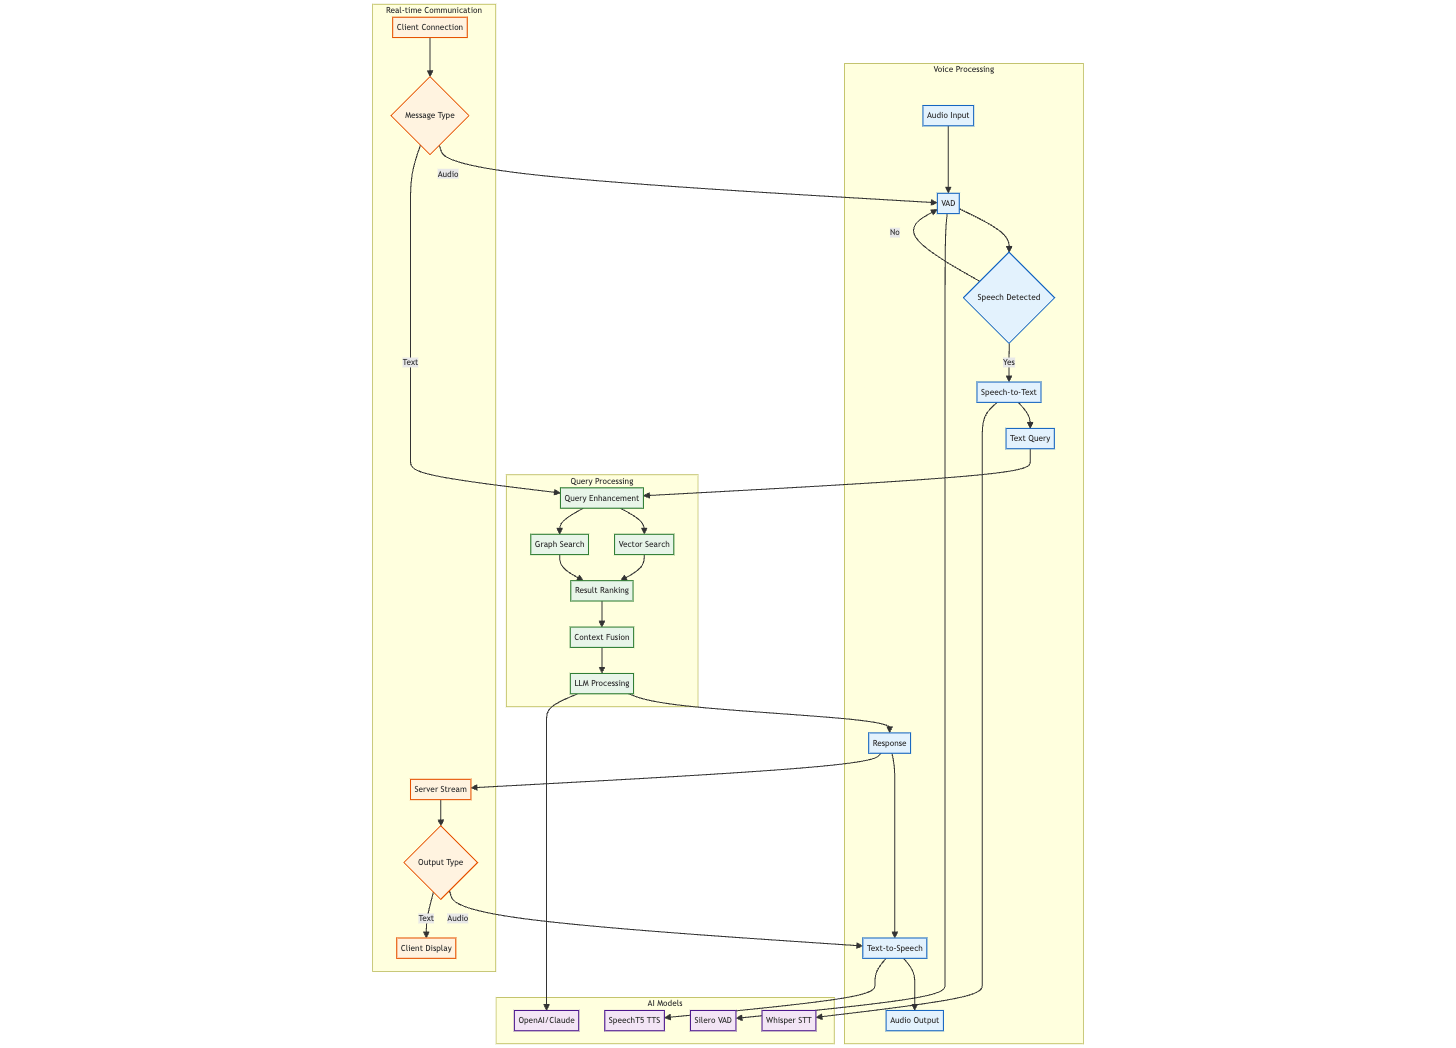 Real-time Communication
Client Connection
Message Type
Audio
Text
Voice Processing
Audio Input
VAD
No
Speech Detected
Yes
Speech-to-Text
Text Query
Query Processing
Query Enhancement
Graph Search
Vector Search
Result Ranking
Context Fusion
LLM Processing
Response
Server Stream
Output Type
Text
Audio
Client Display
Text-to-Speech
AI Models
OpenAI/Claude
SpeechT5 TTS
Silero VAD
Whisper STT
Audio Output